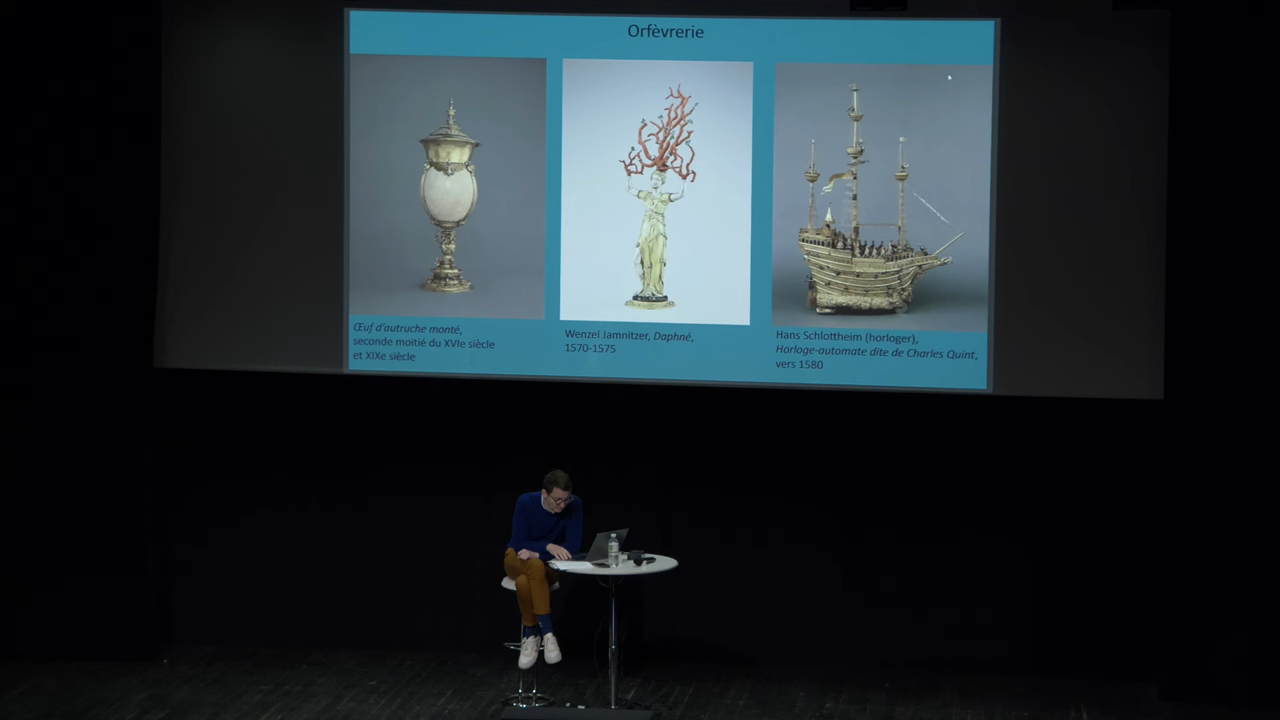 Orfèvrerie
Œuf d'autruche monté,
seconde moitié du XVIe siècle
et XIXe siècle
Wenzel Jamnitzer, Daphné,
1570-1575
Hans Schlottheim (horloger),
Horloge-automate dite de Charles Quint,
vers 1580